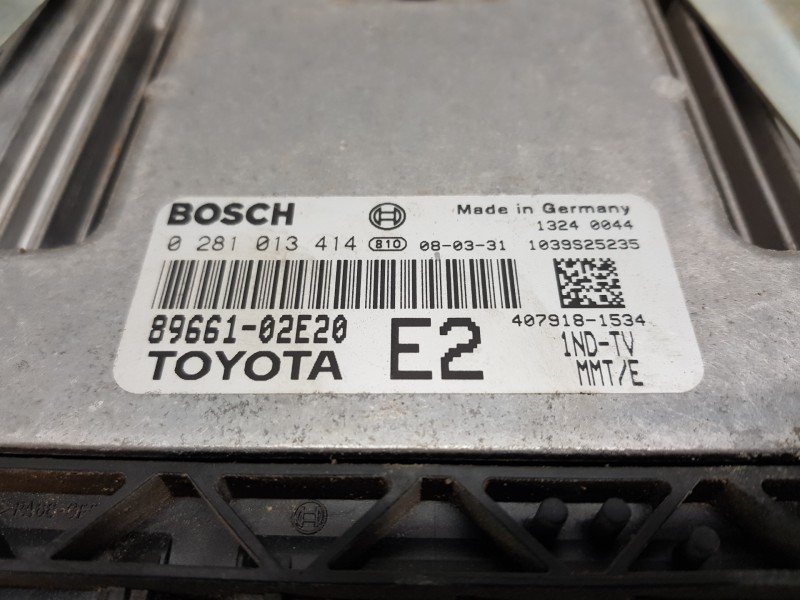 BOSCH
Made in Germany
1324 0044
0 281 013 414 810 08-03-31 1039S25235
407918-1534
89661-02E20
E2
1ND-TV
TOYOTA
MMT/E